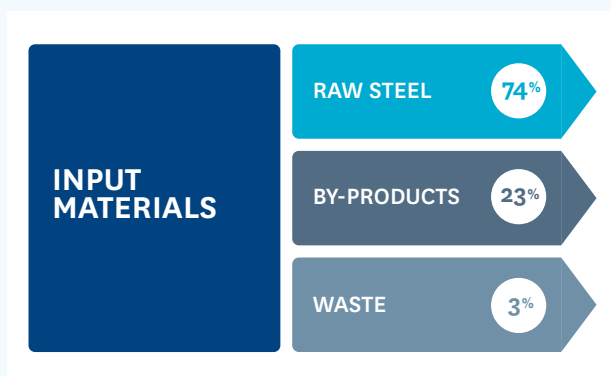 INPUT
MATERIALS
RAW STEEL 74%
BY-PRODUCTS 23%
WASTE 3%